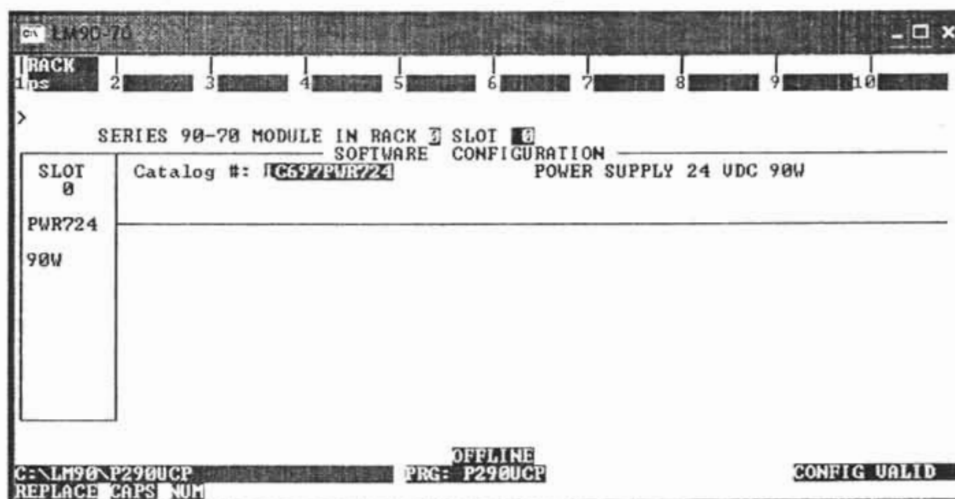 LM90-70
RACK
1ps 2 3 4 5 6 7 8 9 10
>
SERIES 90-70 MODULE IN RACK 0 SLOT 0
SOFTWARE CONFIGURATION
SLOT Catalog #: IC697PWR724 POWER SUPPLY 24 VDC 90W
0
PWR724
90W
OFFLINE
C:\LM90\P290UCP PRG: P290UCP CONFIG VALID
REPLACE CAPS NUM